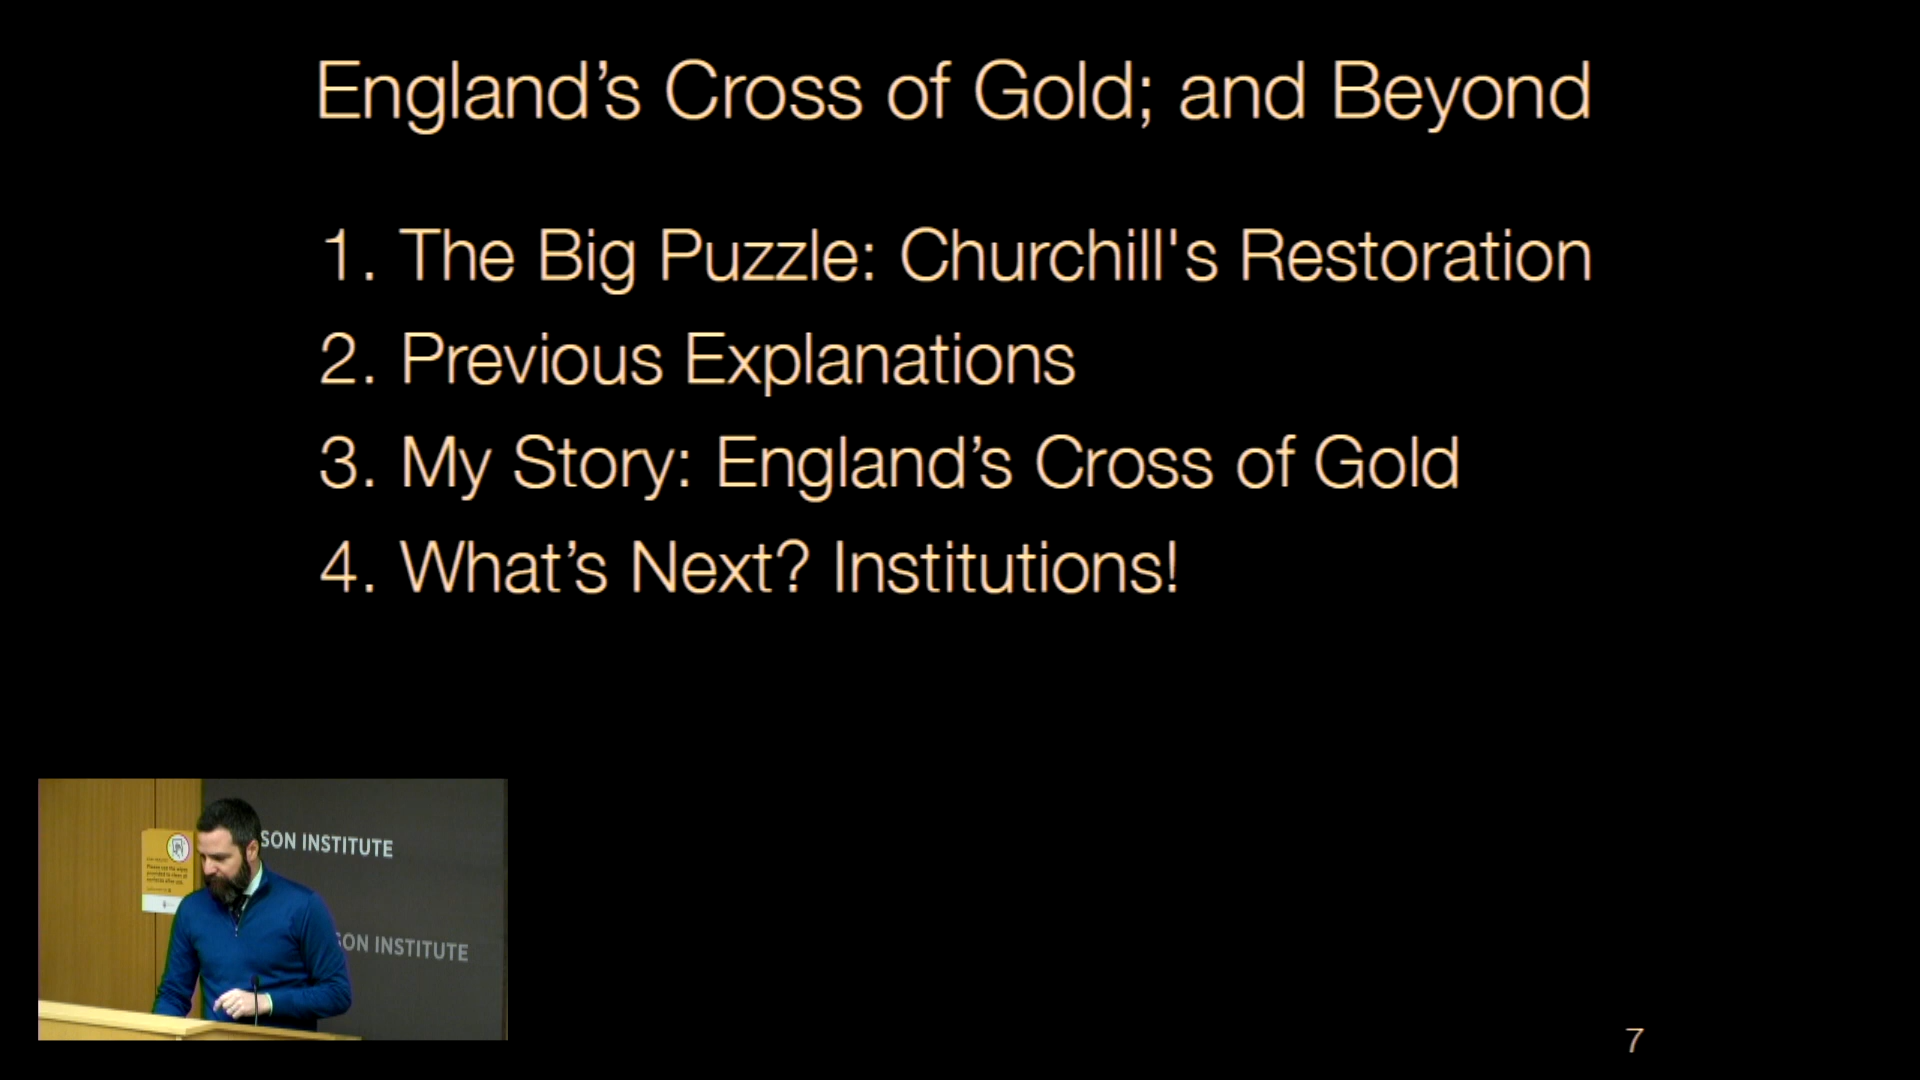 England’s Cross of Gold; and Beyond
1. The Big Puzzle: Churchill's Restoration
2. Previous Explanations
3. My Story: England’s Cross of Gold
4. What’s Next? Institutions!
SON INSTITUTE
SON INSTITUTE
7